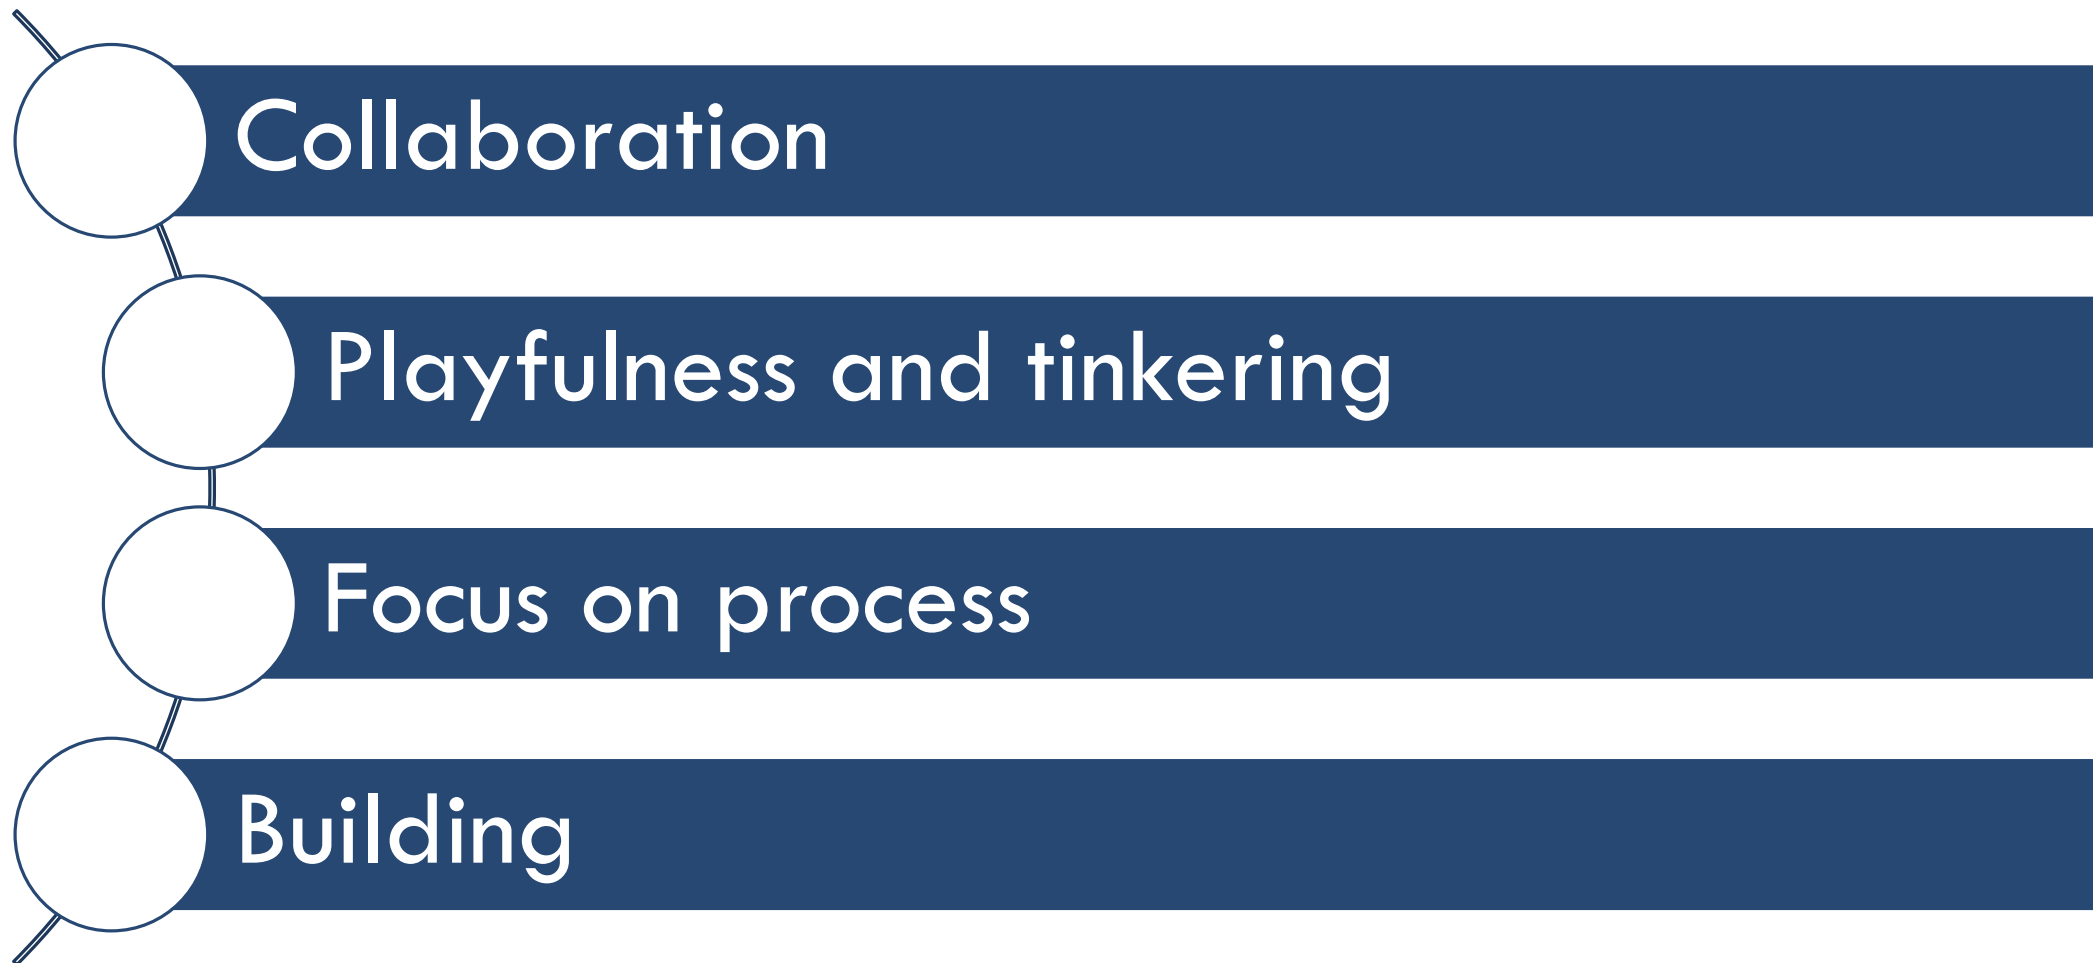 Collaboration
Playfulness and tinkering
Focus on process
Building